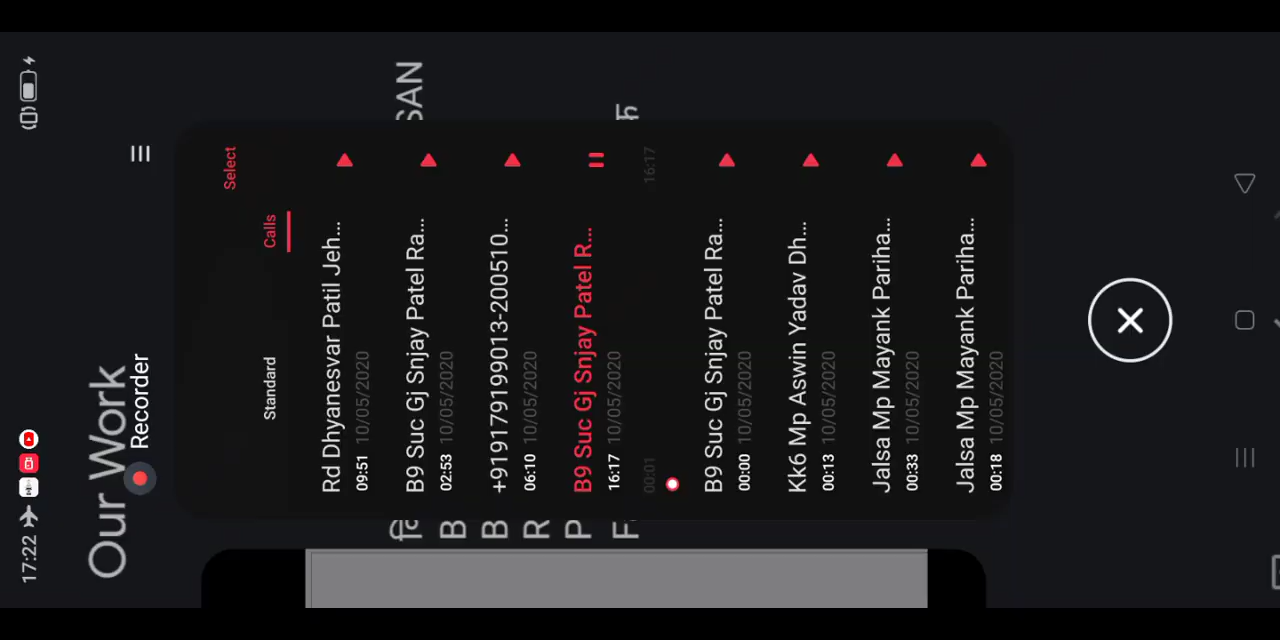 17:22
Our Work
Recorder
Select
Standard Calls
Rd Dhyanesvar Patil Jeh...
09:51 10/05/2020
B9 Suc Gj Snjay Patel Ra...
02:53 10/05/2020
+919179199013-200510...
06:10 10/05/2020
B9 Suc Gj Snjay Patel R...
16:17 10/05/2020
00:01 16:17
B9 Suc Gj Snjay Patel Ra...
00:00 10/05/2020
Kk6 Mp Aswin Yadav Dh...
00:13 10/05/2020
Jalsa Mp Mayank Pariha...
00:33 10/05/2020
Jalsa Mp Mayank Pariha...
00:18 10/05/2020